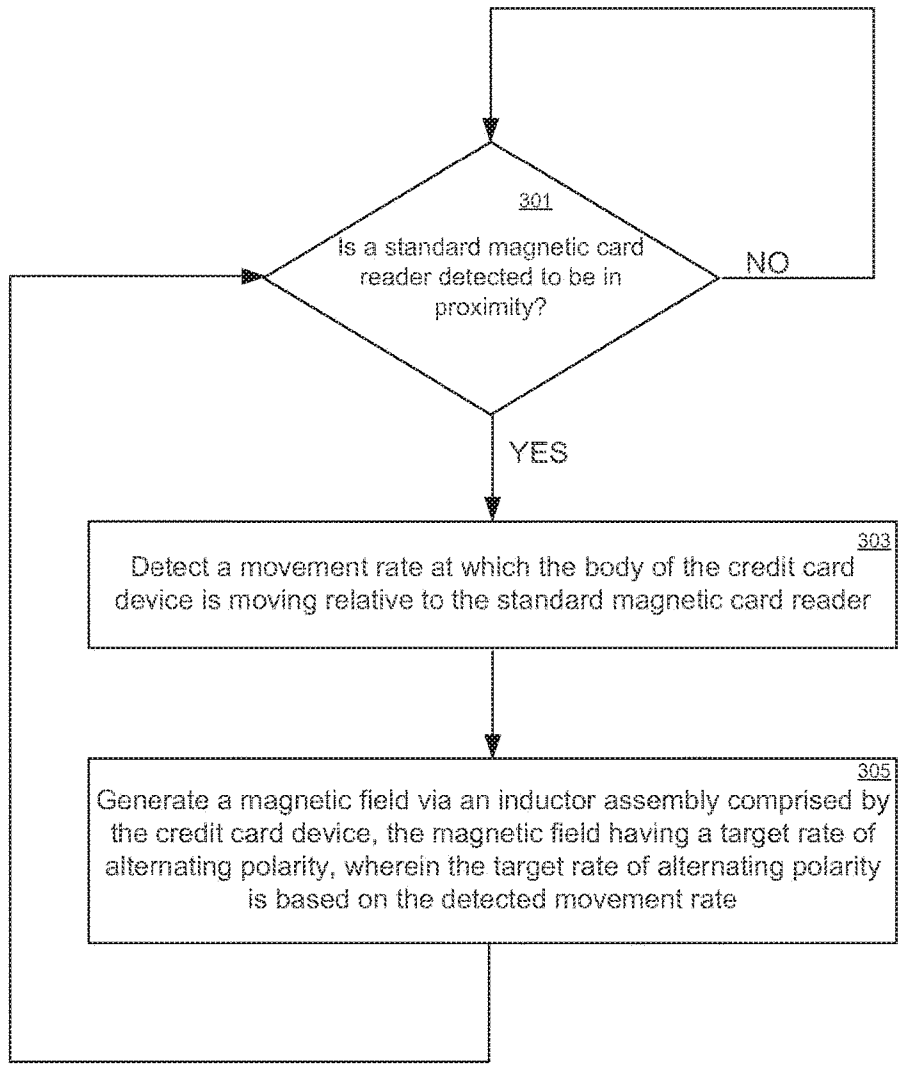 301
Is a standard magnetic card
reader detected to be in
proximity?
NO
YES
303
Detect a movement rate at which the body of the credit card
device is moving relative to the standard magnetic card reader
305
Generate a magnetic field via an inductor assembly comprised by
the credit card device, the magnetic field having a target rate of
alternating polarity, wherein the target rate of alternating polarity
is based on the detected movement rate